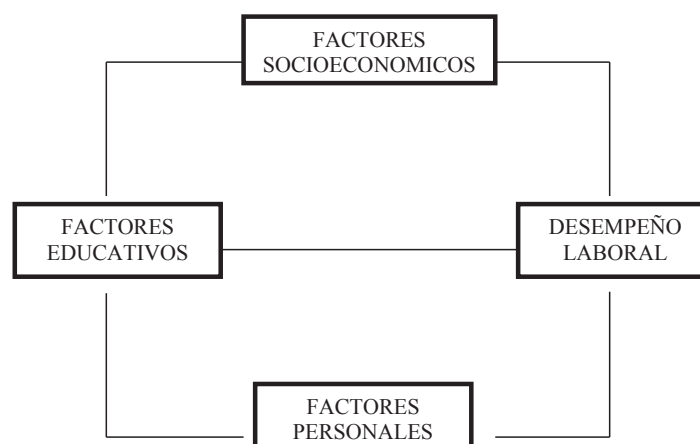 FACTORES
SOCIOECONOMICOS
FACTORES
EDUCATIVOS
DESEMPEÑO
LABORAL
FACTORES
PERSONALES